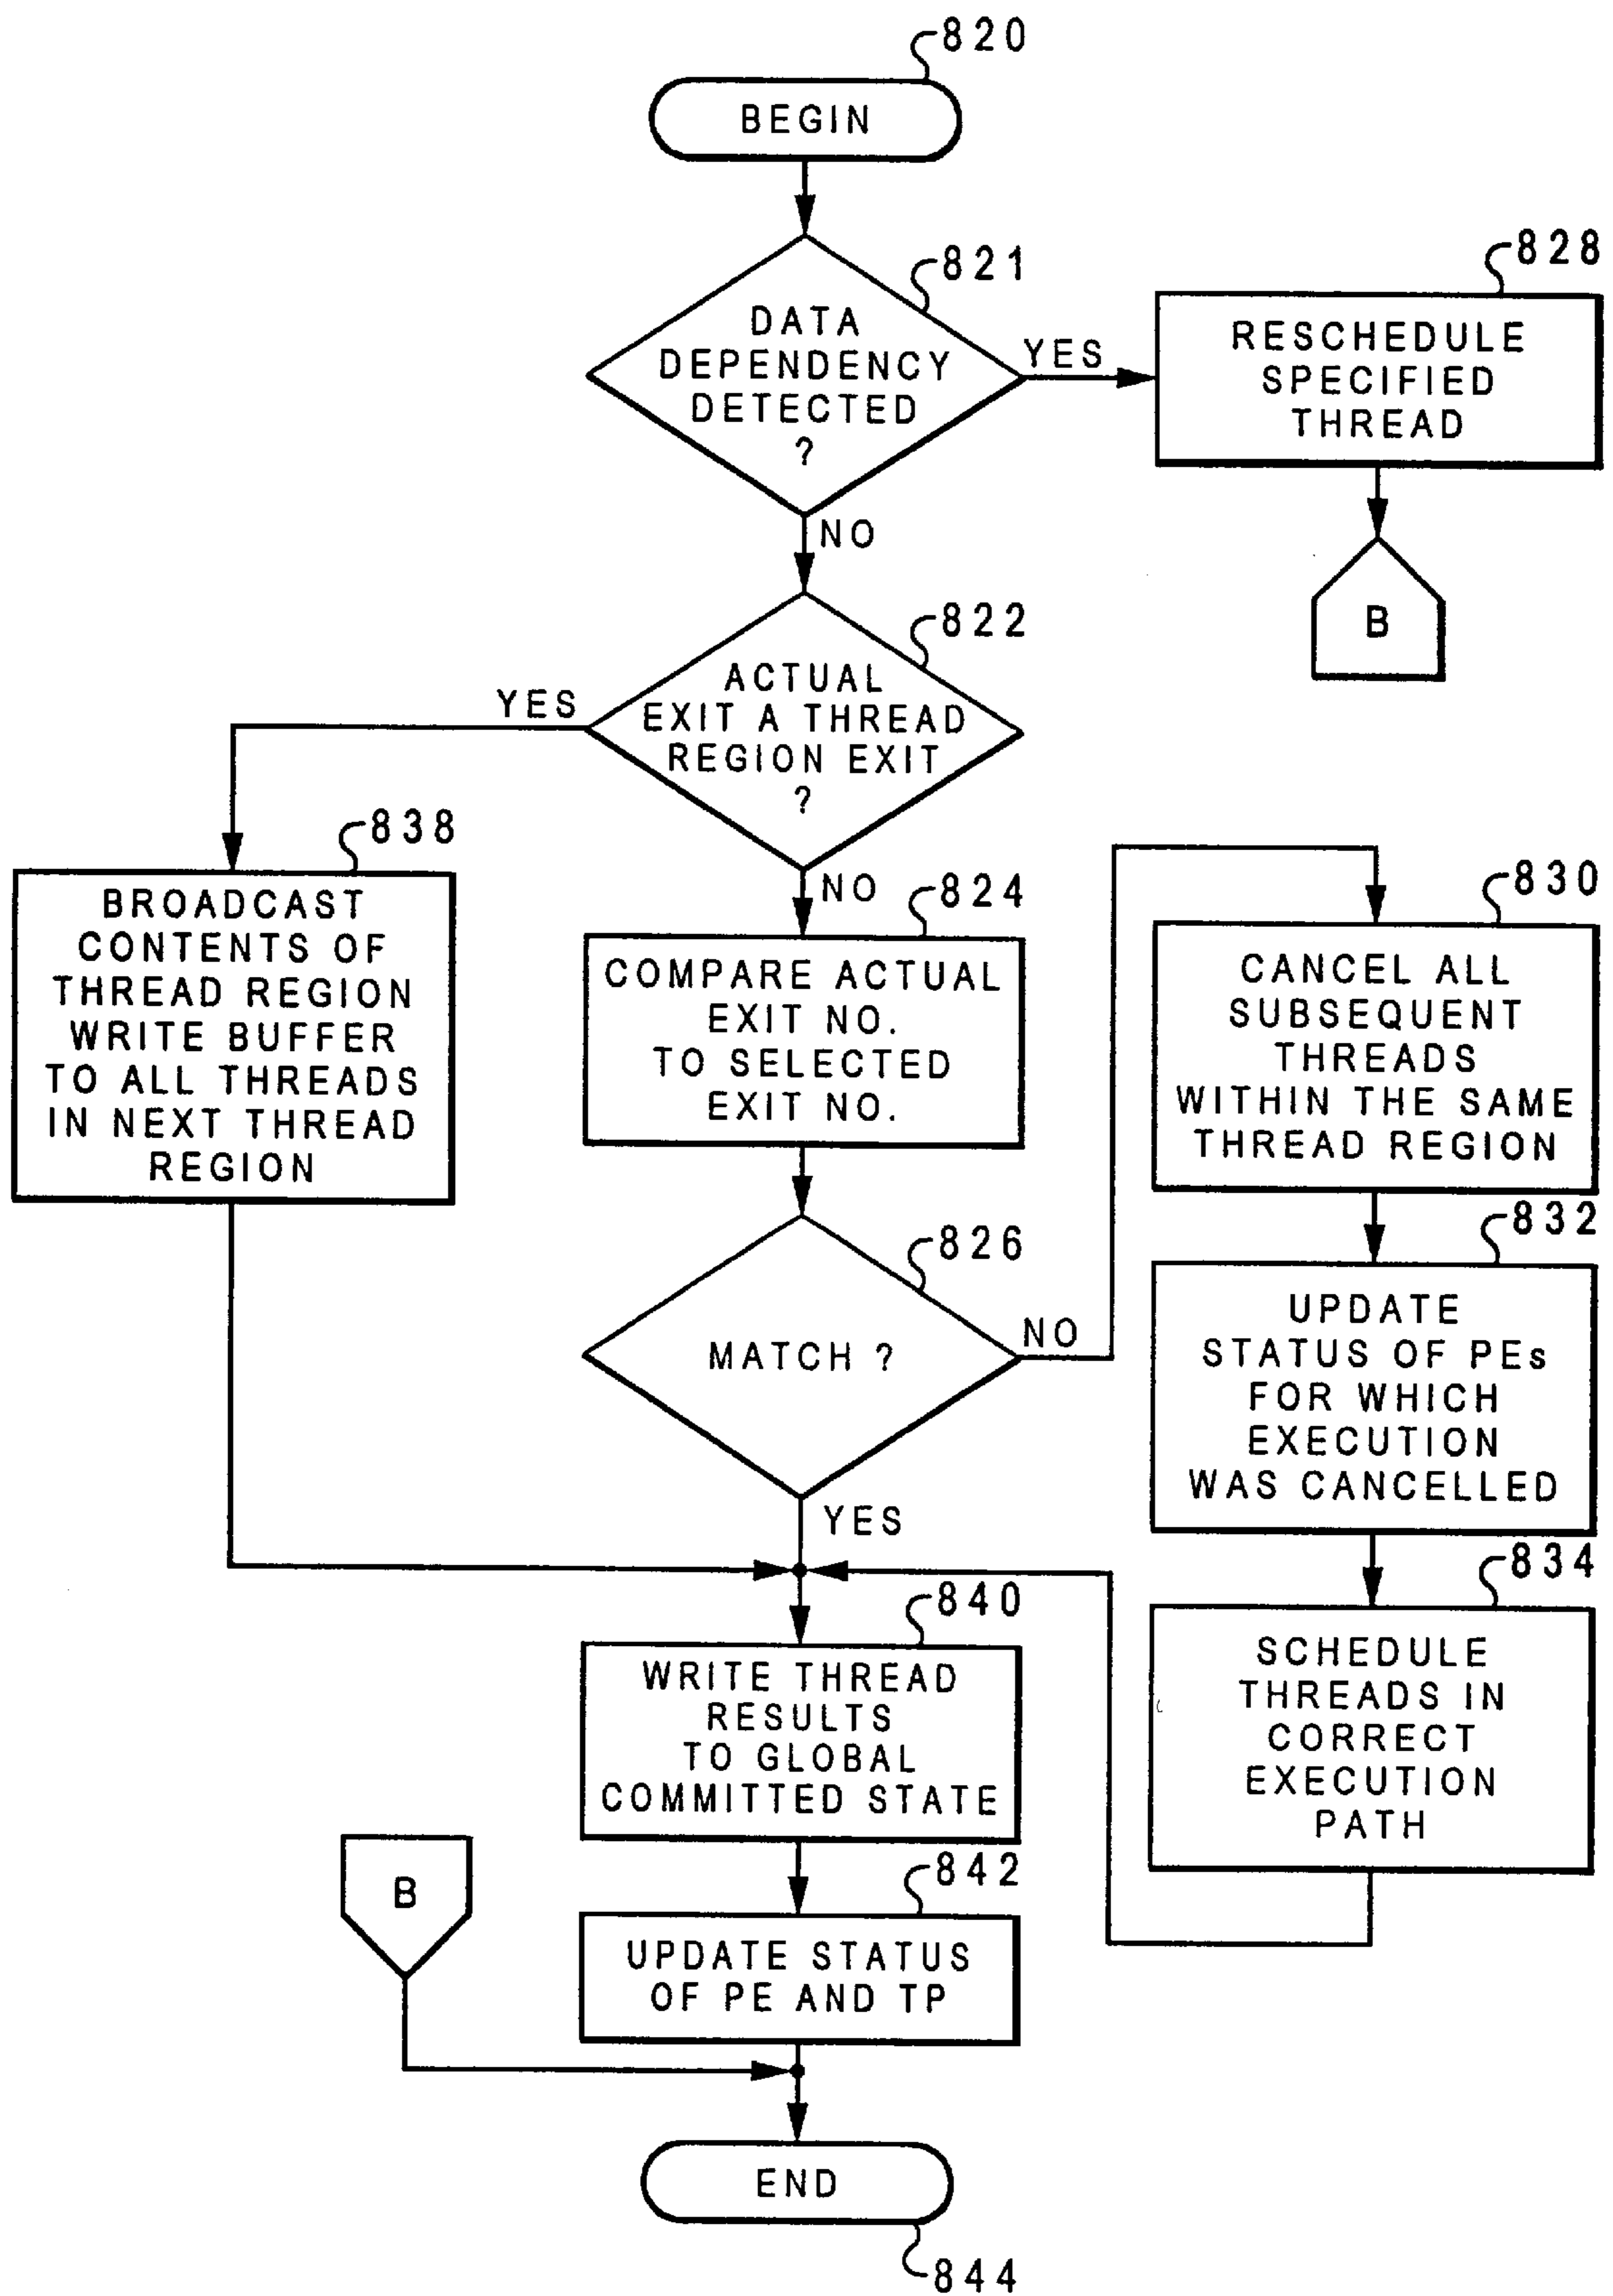 820
BEGIN
821
DATA
DEPENDENCY
DETECTED
?
YES
828
RESCHEDULE
SPECIFIED
THREAD
B
NO
822
ACTUAL
EXIT A THREAD
REGION EXIT
?
YES
838
BROADCAST
CONTENTS OF
THREAD REGION
WRITE BUFFER
TO ALL THREADS
IN NEXT THREAD
REGION
NO
824
COMPARE ACTUAL
EXIT NO.
TO SELECTED
EXIT NO.
826
MATCH ?
NO
830
CANCEL ALL
SUBSEQUENT
THREADS
WITHIN THE SAME
THREAD REGION
832
UPDATE
STATUS OF PEs
FOR WHICH
EXECUTION
WAS CANCELLED
834
SCHEDULE
THREADS IN
CORRECT
EXECUTION
PATH
YES
840
WRITE THREAD
RESULTS
TO GLOBAL
COMMITTED STATE
842
UPDATE STATUS
OF PE AND TP
B
END
844